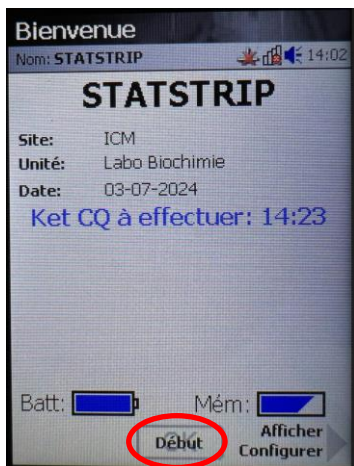 Bienvenue
Nom: STATSTRIP 14:02
STATSTRIP
Site: ICM
Unité: Labo Biochimie
Date: 03-07-2024
Ket CQ à effectuer: 14:23
Batt: Mém:
Début
Afficher
Configurer